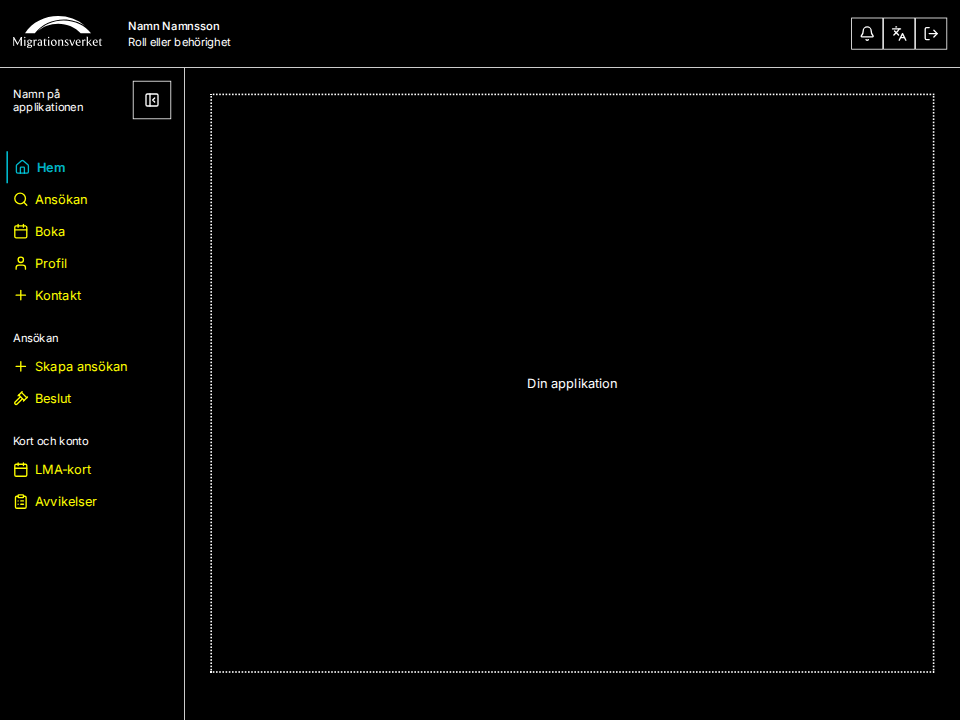 Migrationsverket
Namn Namnsson
Roll eller behörighet
Namn på
applikationen
Hem
Ansökan
Boka
Profil
Kontakt
Ansökan
Skapa ansökan
Beslut
Kort och konto
LMA-kort
Avvikelser
Din applikation